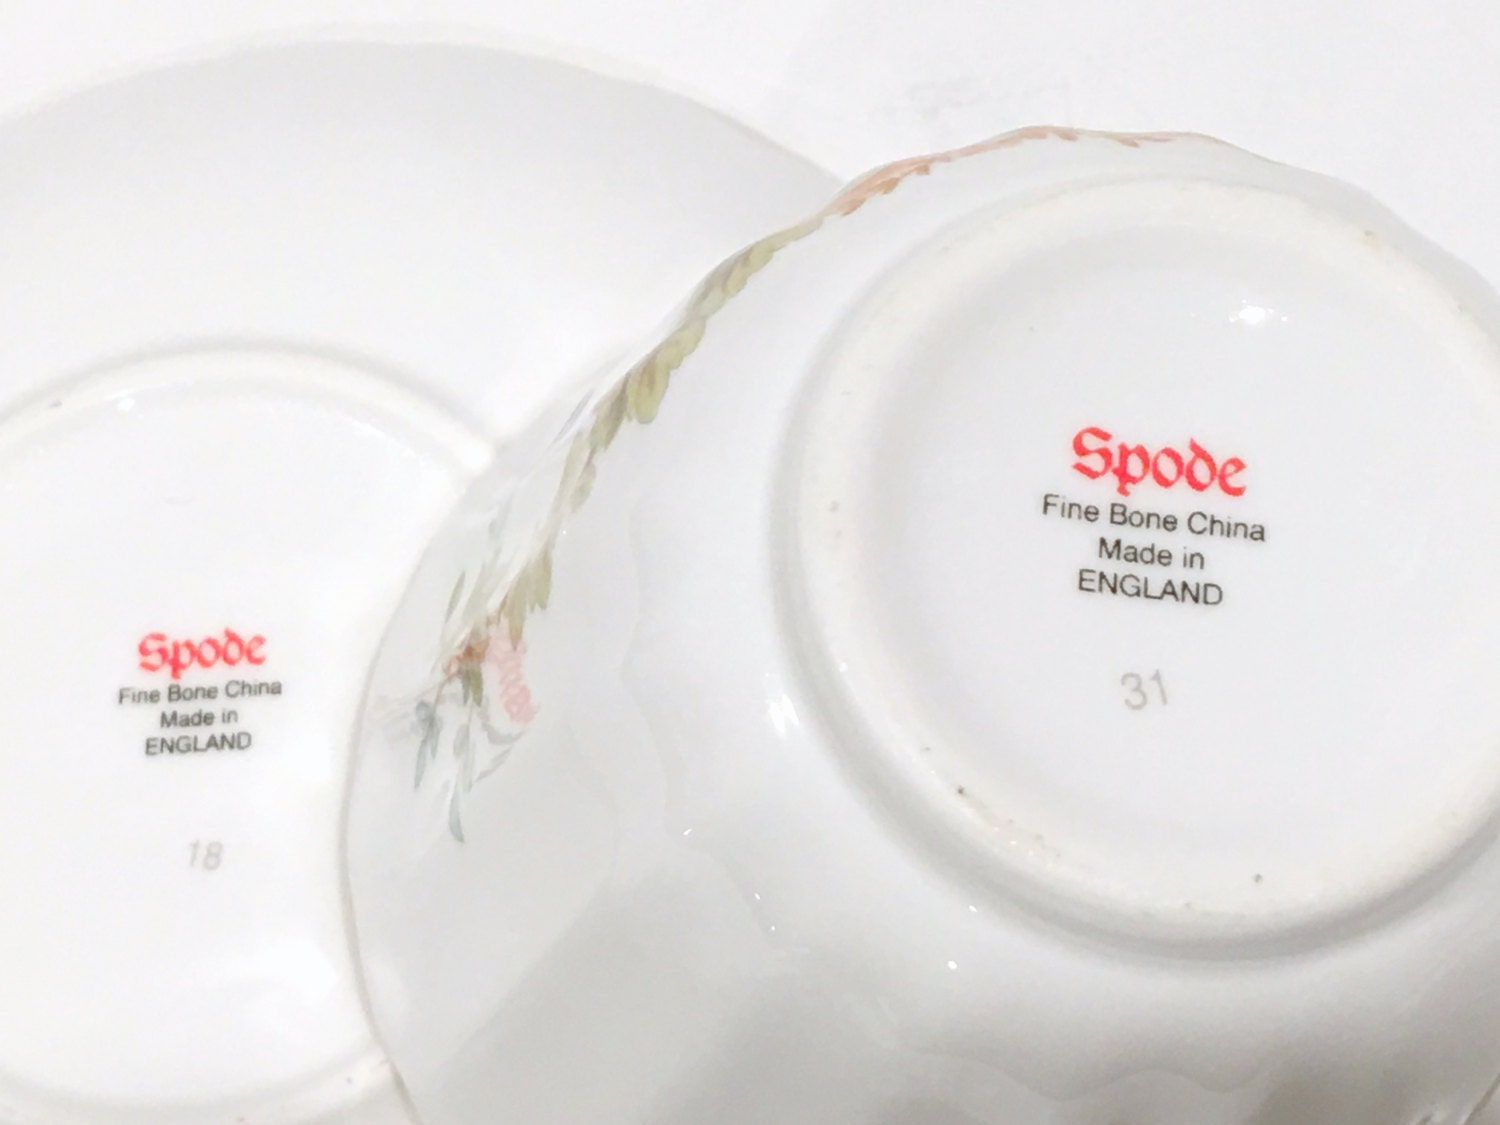 Spode
Fine Bone China
Made in
ENGLAND
18
Spode
Fine Bone China
Made in
ENGLAND
31